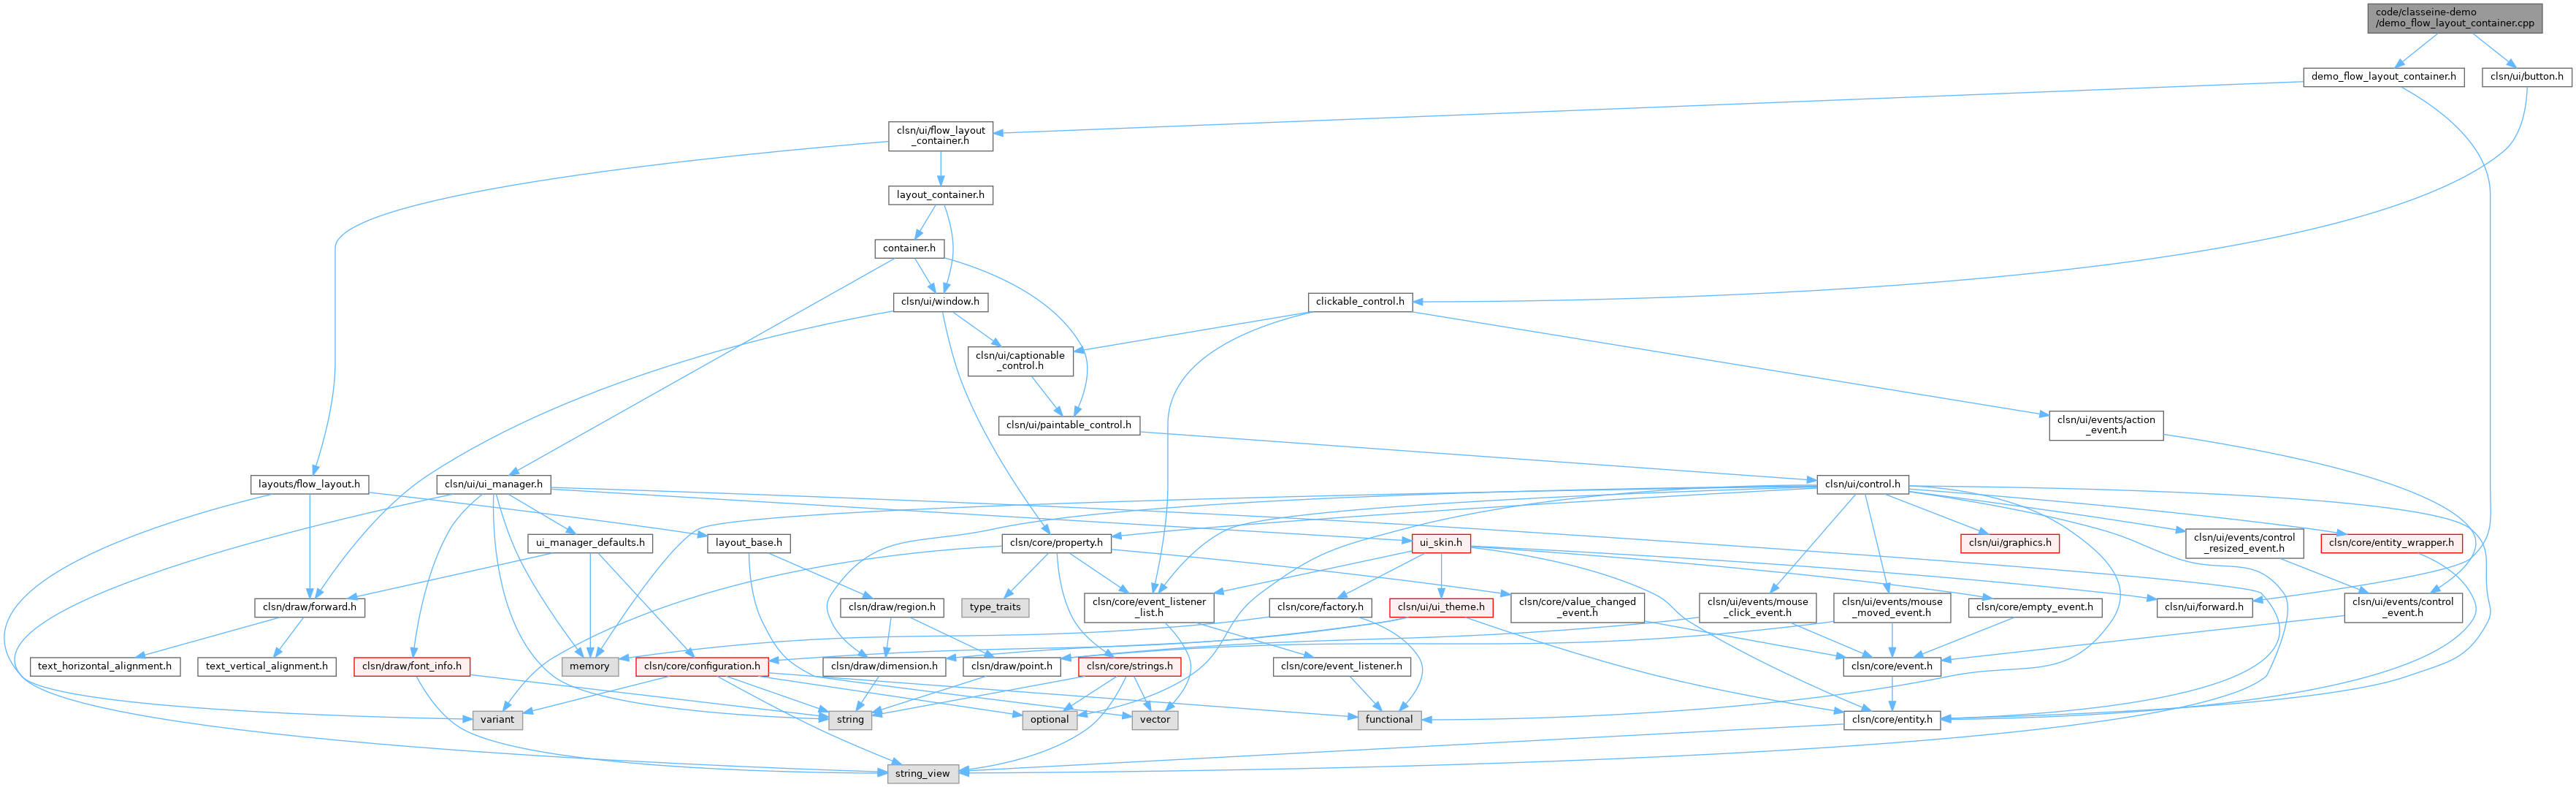 code/classeine-demo
/demo_flow_layout_container.cpp
demo_flow_layout_container.h
clsn/ui/button.h
clsn/ui/flow_layout
_container.h
layout_container.h
container.h
clsn/ui/window.h
clickable_control.h
clsn/ui/captionable
_control.h
clsn/ui/paintable_control.h
clsn/ui/events/action
_event.h
layouts/flow_layout.h
clsn/ui/ui_manager.h
clsn/ui/control.h
ui_manager_defaults.h
layout_base.h
clsn/core/property.h
ui_skin.h
clsn/ui/graphics.h
clsn/ui/events/control
_resized_event.h
clsn/core/entity_wrapper.h
clsn/draw/forward.h
clsn/draw/region.h
type_traits
clsn/core/event_listener
_list.h
clsn/core/factory.h
clsn/ui/ui_theme.h
clsn/core/value_changed
_event.h
clsn/ui/events/mouse
_click_event.h
clsn/ui/events/mouse
_moved_event.h
clsn/core/empty_event.h
clsn/ui/forward.h
clsn/ui/events/control
_event.h
text_horizontal_alignment.h
text_vertical_alignment.h
clsn/draw/font_info.h
memory
clsn/core/configuration.h
clsn/draw/dimension.h
clsn/draw/point.h
clsn/core/strings.h
clsn/core/event_listener.h
clsn/core/event.h
variant
string
optional
vector
functional
clsn/core/entity.h
string_view